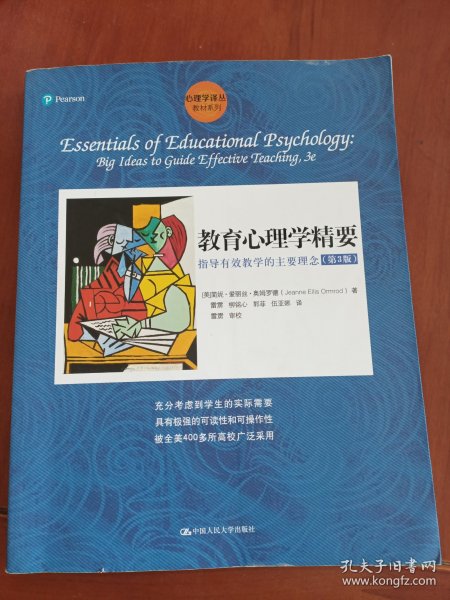 Pearson
心理学译丛
教材系列
Essentials of Educational Psychology:
Big Ideas to Guide Effective Teaching, 3e
教育心理学精要
指导有效教学的主要理念（第3版）
[美]简妮·爱丽丝·奥姆罗德（Jeanne Ellis Ormrod）著
雷雳 柳铭心 郭菲 伍亚娜 译
雷雳 审校
充分考虑到学生的实际需要
具有极强的可读性和可操作性
被全美400多所高校广泛采用
中国人民大学出版社
孔夫子旧书网
www.kongfz.com